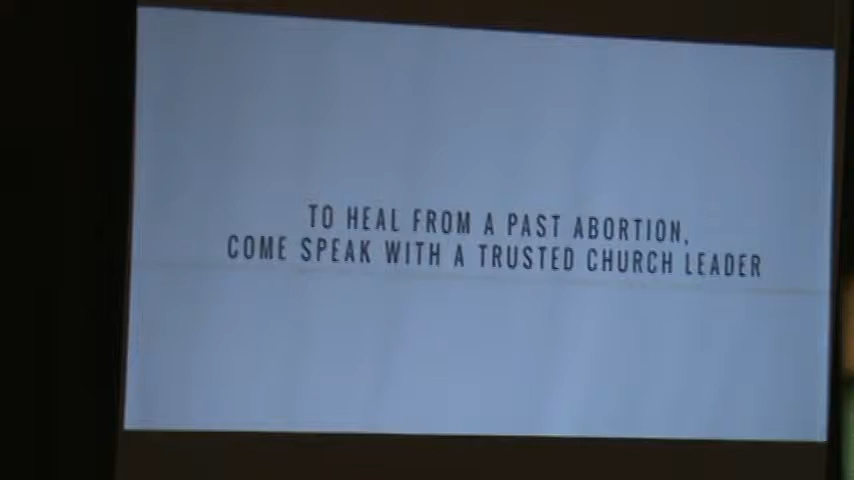 TO HEAL FROM A PAST ABORTION,
COME SPEAK WITH A TRUSTED CHURCH LEADER